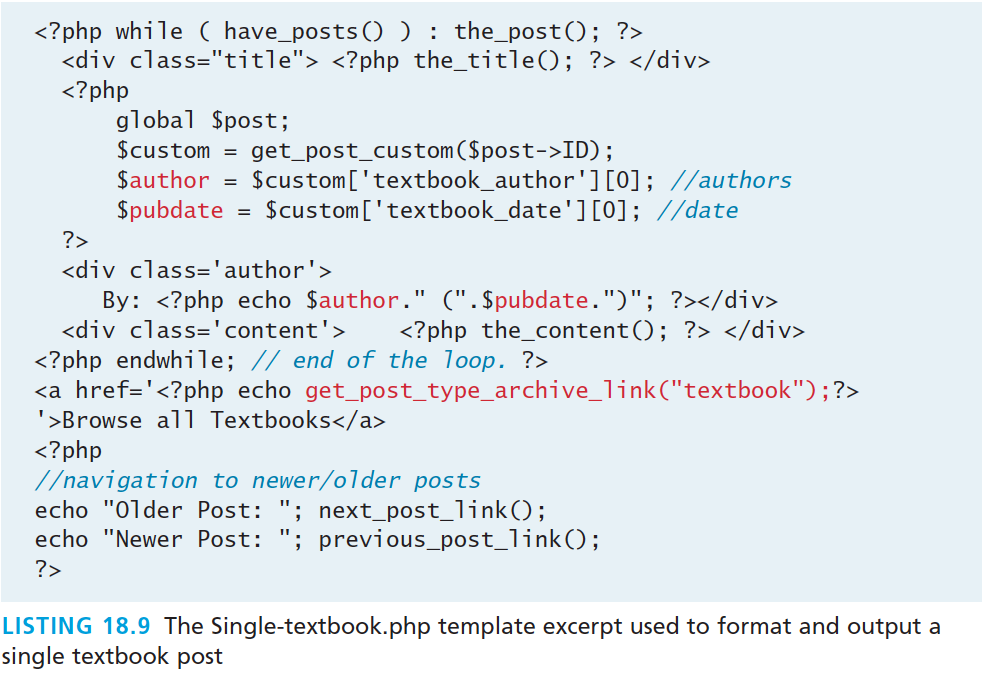 <?php while ( have_posts() ) : the_post(); ?>
  <div class="title"> <?php the_title(); ?> </div>
  <?php
      global $post;
      $custom = get_post_custom($post->ID);
      $author = $custom['textbook_author'][0]; //authors
      $pubdate = $custom['textbook_date'][0]; //date
  ?>
  <div class='author'>
     By: <?php echo $author." (".$pubdate.")"; ?></div>
  <div class='content'>    <?php the_content(); ?> </div>
<?php endwhile; // end of the loop. ?>
<a href='<?php echo get_post_type_archive_link("textbook");?>
'>Browse all Textbooks</a>
<?php
//navigation to newer/older posts
echo "Older Post: "; next_post_link();
echo "Newer Post: "; previous_post_link();
?>
LISTING 18.9 The Single-textbook.php template excerpt used to format and output a
single textbook post